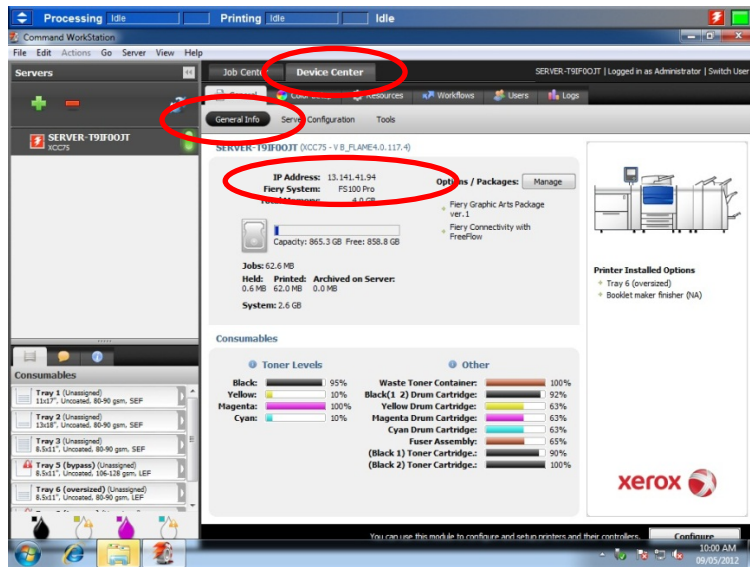 Processing Idle Printing Idle Idle
Command WorkStation
File Edit Actions Go Server View Help
Servers
Job Center Device Center
SERVER-T9IF0OJT | Logged in as Administrator | Switch User
Resources Workflows Users Logs
General Info Server Configuration Tools
SERVER-T9IF0OJT
XCC75
SERVER-T9IF0OJT (XCC75 - V B_FLAME4.0.117.4)
IP Address: 13.141.41.94
Fiery System: FS100 Pro
Total Memory: 4.0 GB
Capacity: 865.3 GB Free: 858.8 GB
Jobs: 62.6 MB
Held: Printed: Archived on Server:
0.6 MB 62.0 MB 0.0 MB
System: 2.6 GB
Options / Packages: Manage
Fiery Graphic Arts Package
ver.1
Fiery Connectivity with
FreeFlow
Printer Installed Options
Tray 6 (oversized)
Booklet maker finisher (NA)
Consumables
Toner Levels
Black: 95%
Yellow: 10%
Magenta: 100%
Cyan: 10%
Other
Waste Toner Container: 100%
Black(1 2) Drum Cartridge: 92%
Yellow Drum Cartridge: 63%
Magenta Drum Cartridge: 63%
Cyan Drum Cartridge: 63%
Fuser Assembly: 65%
(Black 1) Toner Cartridge.: 90%
(Black 2) Toner Cartridge.: 100%
Consumables
Tray 1 (Unassigned)
11x17", Uncoated, 80-90 gsm, SEF
Tray 2 (Unassigned)
13x18", Uncoated, 80-90 gsm, SEF
Tray 3 (Unassigned)
8.5x11", Uncoated, 80-90 gsm, SEF
Tray 5 (bypass) (Unassigned)
8.5x11", Uncoated, 106-128 gsm, LEF
Tray 6 (oversized) (Unassigned)
8.5x11", Uncoated, 80-90 gsm, LEF
xerox
You can use this module to configure and setup printers and their controllers. Configure
10:00 AM
09/05/2012